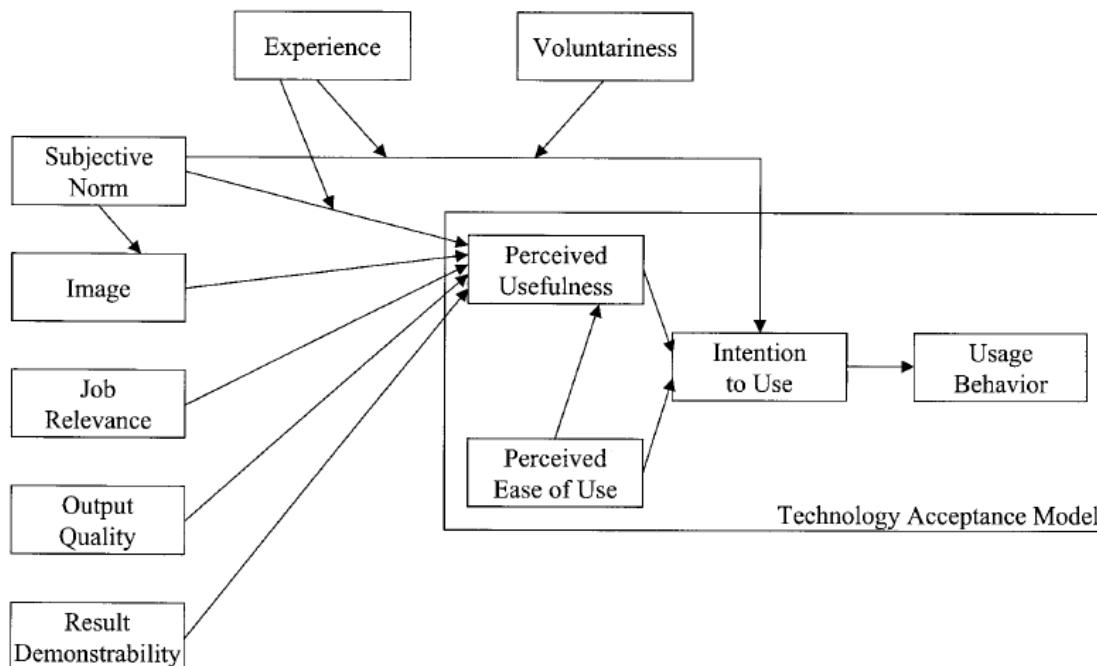 Experience
Voluntariness
Subjective
Norm
Image
Job
Relevance
Output
Quality
Result
Demonstrability
Perceived
Usefulness
Perceived
Ease of Use
Intention
to Use
Usage
Behavior
Technology Acceptance Model